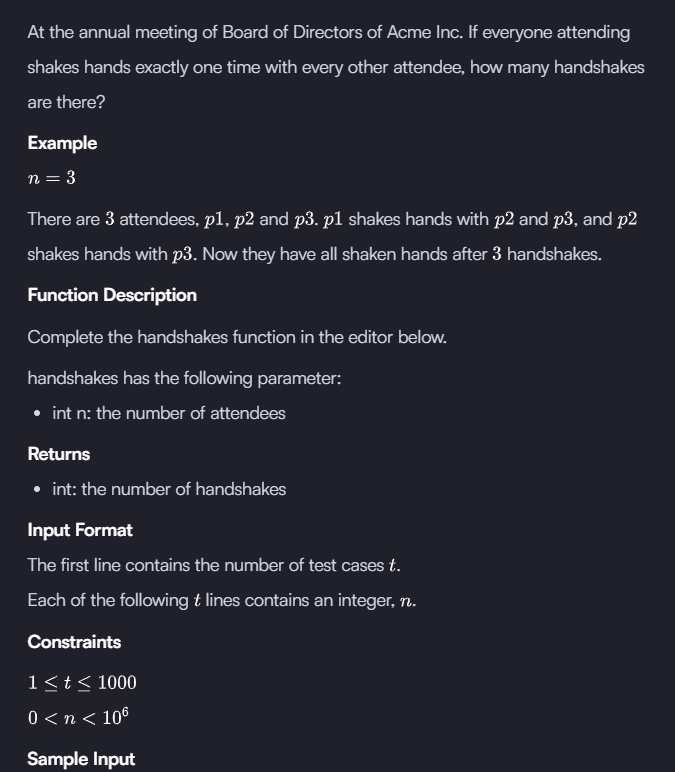 At the annual meeting of Board of Directors of Acme Inc. If everyone attending
shakes hands exactly one time with every other attendee, how many handshakes
are there?
Example
n = 3
There are 3 attendees, p1, p2 and p3. p1 shakes hands with p2 and p3, and p2
shakes hands with p3. Now they have all shaken hands after 3 handshakes.
Function Description
Complete the handshakes function in the editor below.
handshakes has the following parameter:
• int n: the number of attendees
Returns
• int: the number of handshakes
Input Format
The first line contains the number of test cases t.
Each of the following t lines contains an integer, n.
Constraints
1 ≤ t ≤ 1000
0 < n < 10⁶
Sample Input